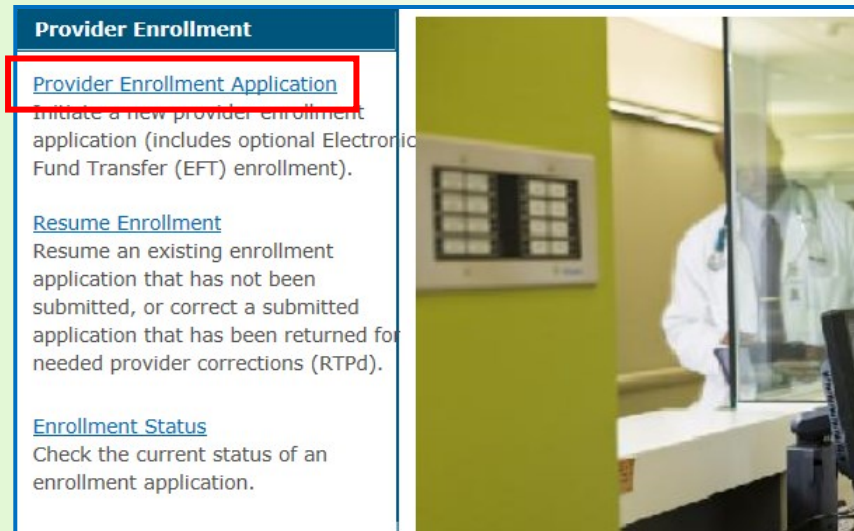 Provider Enrollment
Provider Enrollment Application
Initiate a new provider enrollment
application (includes optional Electronic
Fund Transfer (EFT) enrollment).
Resume Enrollment
Resume an existing enrollment
application that has not been
submitted, or correct a submitted
application that has been returned for
needed provider corrections (RTPd).
Enrollment Status
Check the current status of an
enrollment application.